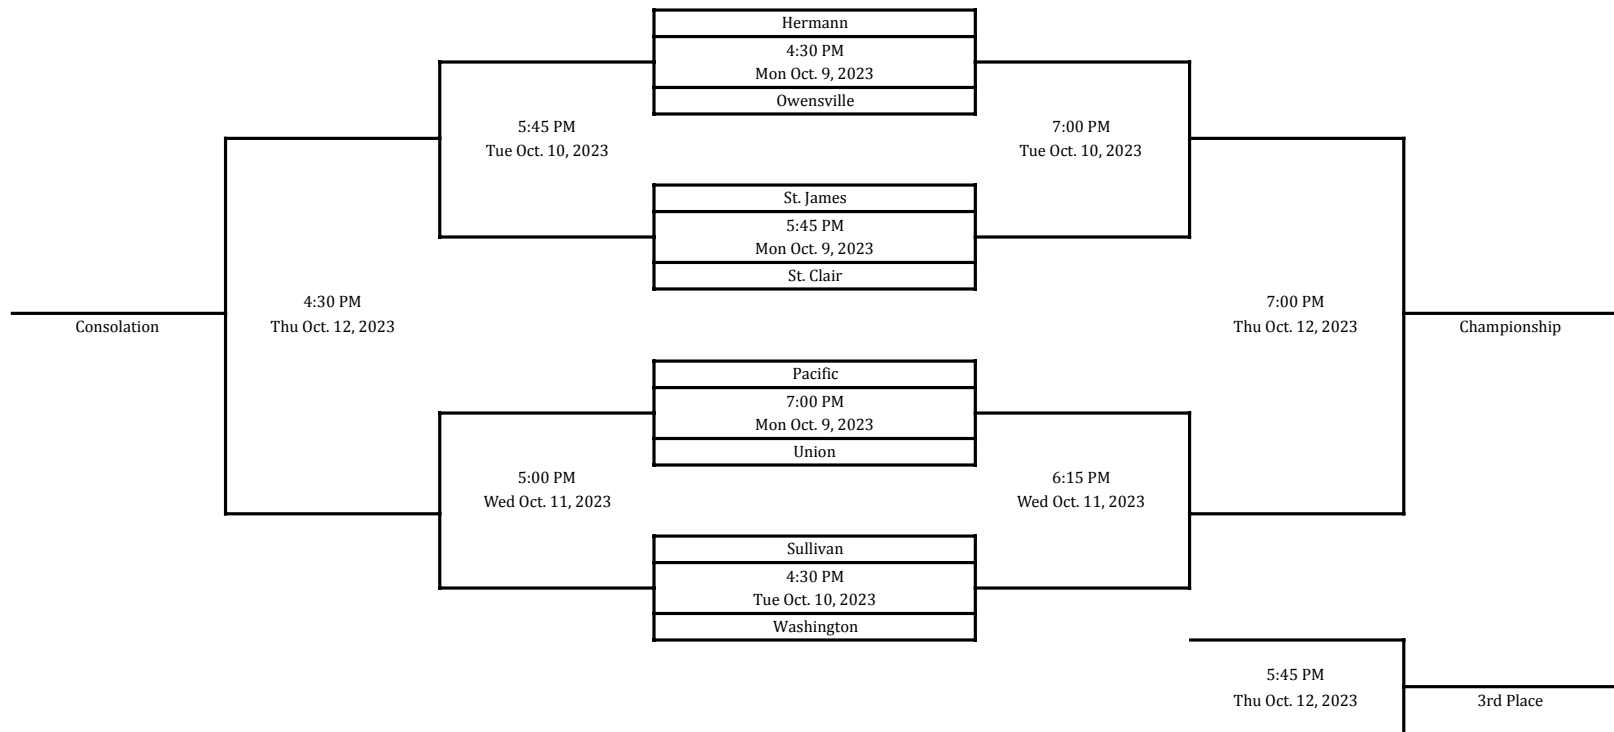 Hermann
4:30 PM
Mon Oct. 9, 2023
Owensville
5:45 PM
Tue Oct. 10, 2023
7:00 PM
Tue Oct. 10, 2023
St. James
5:45 PM
Mon Oct. 9, 2023
St. Clair
4:30 PM
Thu Oct. 12, 2023
Consolation
7:00 PM
Thu Oct. 12, 2023
Championship
Pacific
7:00 PM
Mon Oct. 9, 2023
Union
5:00 PM
Wed Oct. 11, 2023
6:15 PM
Wed Oct. 11, 2023
Sullivan
4:30 PM
Tue Oct. 10, 2023
Washington
5:45 PM
Thu Oct. 12, 2023
3rd Place